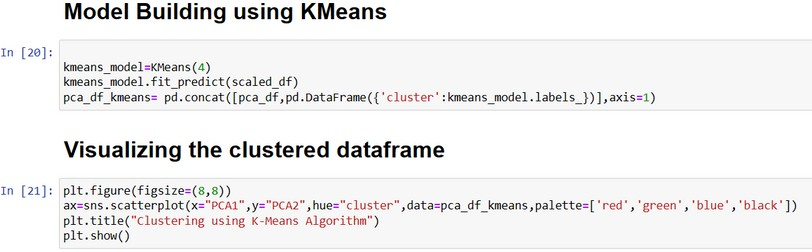 Model Building using KMeans
In [20]:
kmeans_model=KMeans(4)
kmeans_model.fit_predict(scaled_df)
pca_df_kmeans= pd.concat([pca_df,pd.DataFrame({'cluster':kmeans_model.labels_})],axis=1)
Visualizing the clustered dataframe
In [21]:
plt.figure(figsize=(8,8))
ax=sns.scatterplot(x="PCA1",y="PCA2",hue="cluster",data=pca_df_kmeans,palette=['red','green','blue','black'])
plt.title("Clustering using K-Means Algorithm")
plt.show()